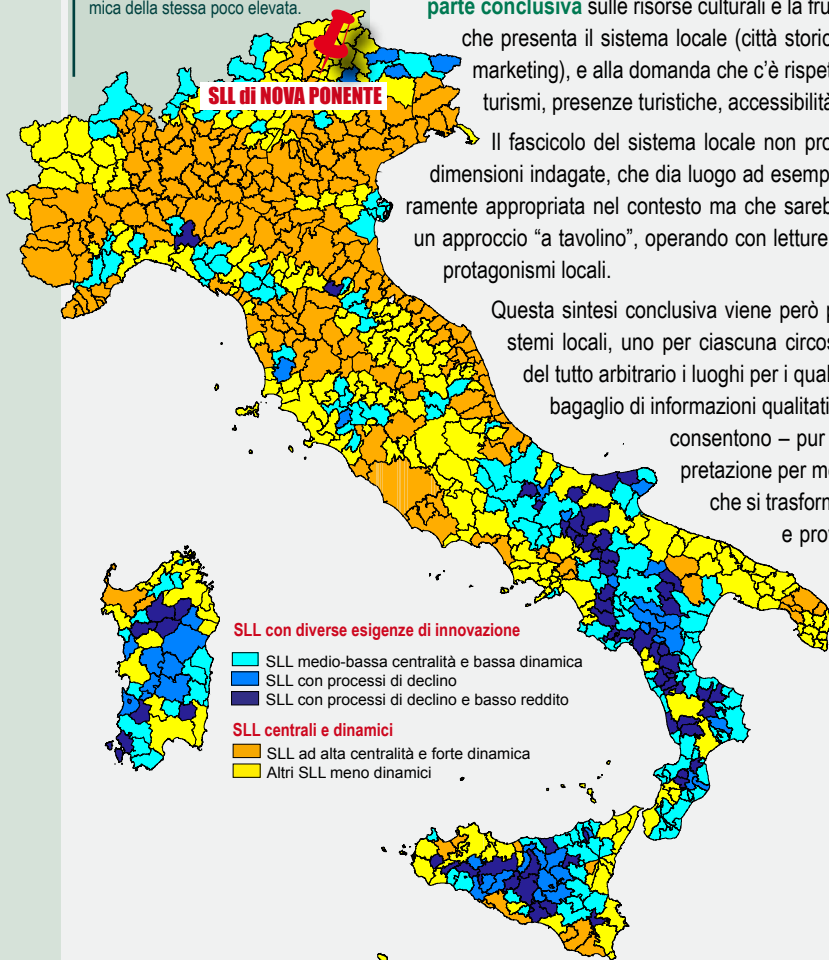 mica della stessa poco elevata.
parte conclusiva sulle risorse culturali e la fru
che presenta il sistema locale (città storic
marketing), e alla domanda che c'è rispet
turismi, presenze turistiche, accessibilità
Il fascicolo del sistema locale non pro
dimensioni indagate, che dia luogo ad esemp
ramente appropriata nel contesto ma che sareb
un approccio “a tavolino”, operando con letture
protagonismi locali.
Questa sintesi conclusiva viene però p
stemi locali, uno per ciascuna circos
del tutto arbitrario i luoghi per i qual
bagaglio di informazioni qualitati
consentono – pur
pretazione per me
che si trasform
e prot
SLL di NOVA PONENTE
SLL con diverse esigenze di innovazione
SLL medio-bassa centralità e bassa dinamica
SLL con processi di declino
SLL con processi di declino e basso reddito
SLL centrali e dinamici
SLL ad alta centralità e forte dinamica
Altri SLL meno dinamici